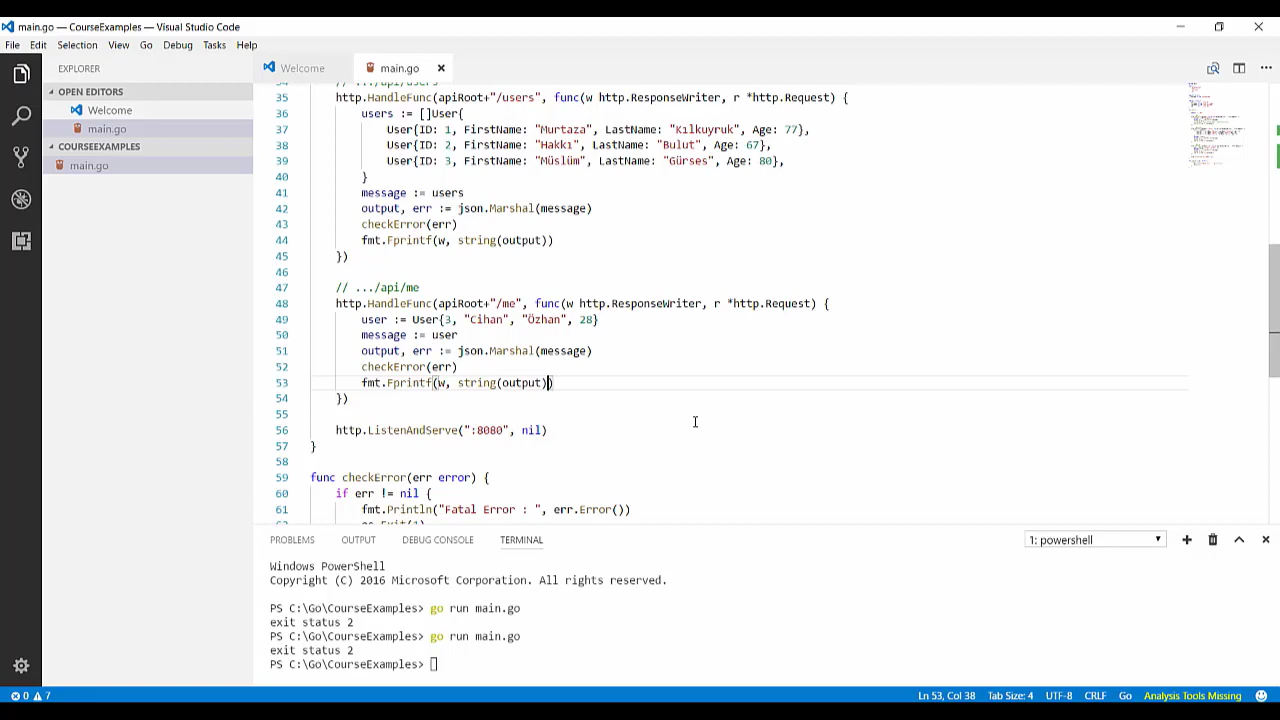 main.go — CourseExamples — Visual Studio Code
File Edit Selection View Go Debug Tasks Help
EXPLORER
OPEN EDITORS
Welcome
main.go
COURSEEXAMPLES
main.go
Welcome main.go
34 // .../api/users
35 http.HandleFunc(apiRoot+"/users", func(w http.ResponseWriter, r *http.Request) {
36 users := []User{
37 User{ID: 1, FirstName: "Murtaza", LastName: "Kılkuyruk", Age: 77},
38 User{ID: 2, FirstName: "Hakkı", LastName: "Bulut", Age: 67},
39 User{ID: 3, FirstName: "Müslüm", LastName: "Gürses", Age: 80},
40 }
41 message := users
42 output, err := json.Marshal(message)
43 checkError(err)
44 fmt.Fprintf(w, string(output))
45 })
46
47 // .../api/me
48 http.HandleFunc(apiRoot+"/me", func(w http.ResponseWriter, r *http.Request) {
49 user := User{3, "Cihan", "Özhan", 28}
50 message := user
51 output, err := json.Marshal(message)
52 checkError(err)
53 fmt.Fprintf(w, string(output))
54 })
55
56 http.ListenAndServe(":8080", nil)
57 }
58
59 func checkError(err error) {
60 if err != nil {
61 fmt.Println("Fatal Error : ", err.Error())
62 os.Exit(1)
PROBLEMS OUTPUT DEBUG CONSOLE TERMINAL 1: powershell
Windows PowerShell
Copyright (C) 2016 Microsoft Corporation. All rights reserved.
PS C:\Go\CourseExamples> go run main.go
exit status 2
PS C:\Go\CourseExamples> go run main.go
exit status 2
PS C:\Go\CourseExamples>
0 7 Ln 53, Col 38 Tab Size: 4 UTF-8 CRLF Go Analysis Tools Missing